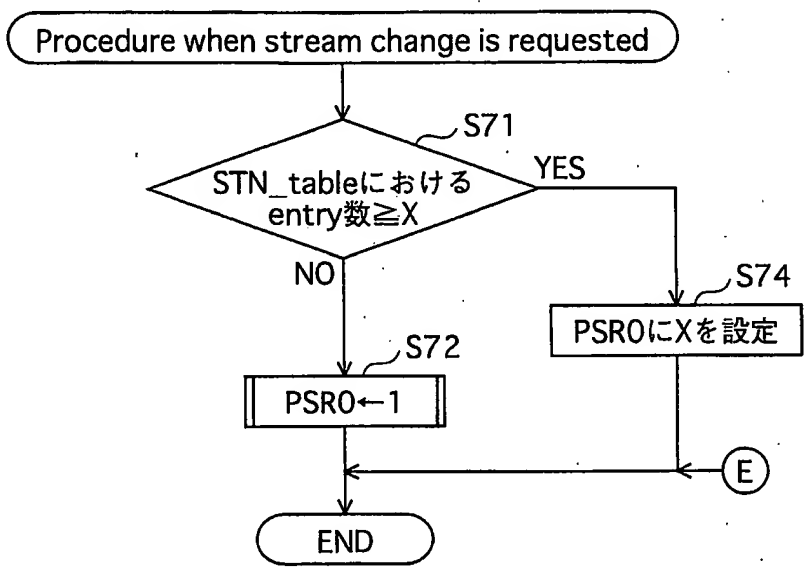 Procedure when stream change is requested
S71
STN_tableにおける
entry数≧X
YES
NO
S74
PSR0にXを設定
S72
PSR0←1
E
END